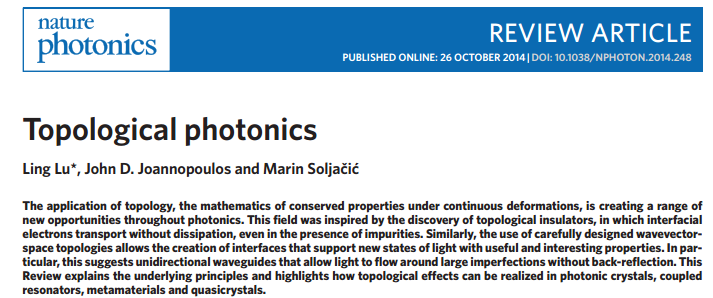 nature
photonics
REVIEW ARTICLE
PUBLISHED ONLINE: 26 OCTOBER 2014 | DOI: 10.1038/NPHOTON.2014.248
Topological photonics
Ling Lu*, John D. Joannopoulos and Marin Soljačić
The application of topology, the mathematics of conserved properties under continuous deformations, is creating a range of
new opportunities throughout photonics. This field was inspired by the discovery of topological insulators, in which interfacial
electrons transport without dissipation, even in the presence of impurities. Similarly, the use of carefully designed wavevector-
space topologies allows the creation of interfaces that support new states of light with useful and interesting properties. In par-
ticular, this suggests unidirectional waveguides that allow light to flow around large imperfections without back-reflection. This
Review explains the underlying principles and highlights how topological effects can be realized in photonic crystals, coupled
resonators, metamaterials and quasicrystals.